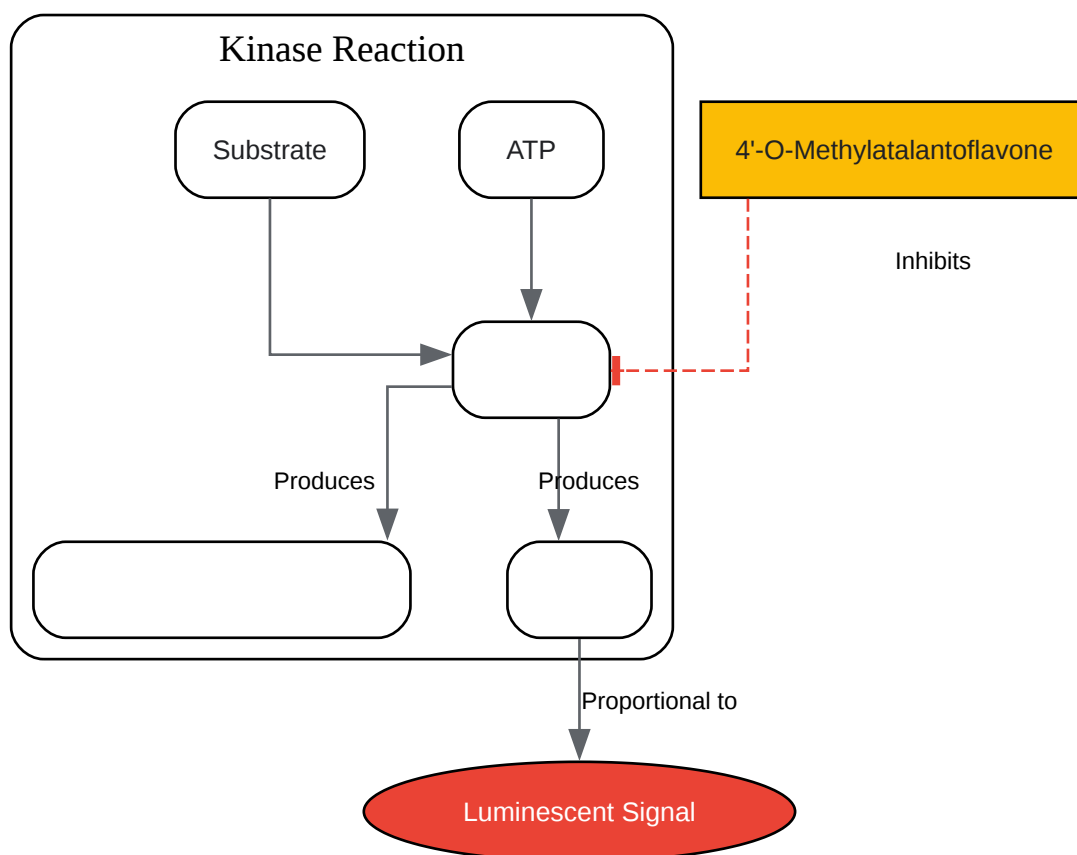 Kinase Reaction
Substrate
ATP
4'-O-Methylatalantoflavone
Inhibits
Produces
Produces
Proportional to
Luminescent Signal